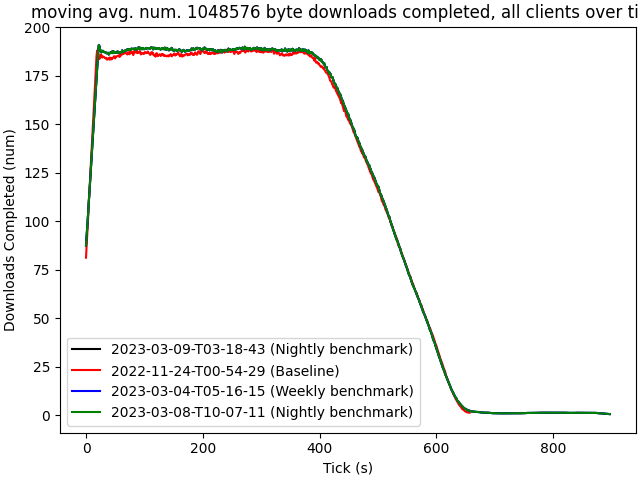 moving avg. num. 1048576 byte downloads completed, all clients over ti
200
175
150
125
100
75
50
25
0
Downloads Completed (num)
2023-03-09-T03-18-43 (Nightly benchmark)
2022-11-24-T00-54-29 (Baseline)
2023-03-04-T05-16-15 (Weekly benchmark)
2023-03-08-T10-07-11 (Nightly benchmark)
0 200 400 600 800
Tick (s)